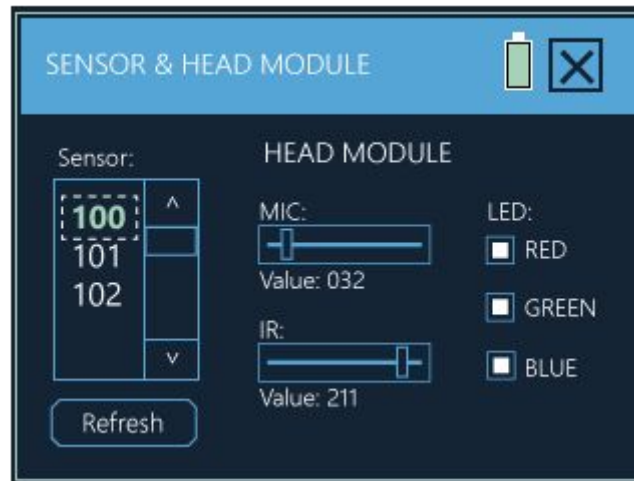 SENSOR & HEAD MODULE
Sensor:
100
101
102
Refresh
HEAD MODULE
MIC:
Value: 032
IR:
Value: 211
LED:
RED
GREEN
BLUE